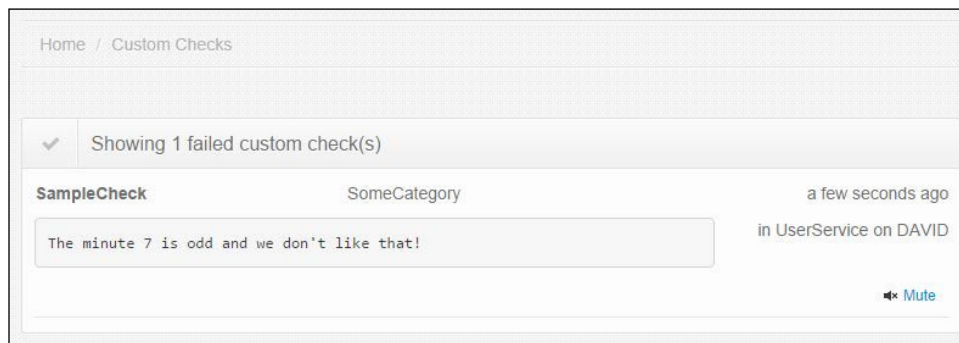 Home / Custom Checks
Showing 1 failed custom check(s)
SampleCheck SomeCategory a few seconds ago
The minute 7 is odd and we don't like that! in UserService on DAVID
Mute